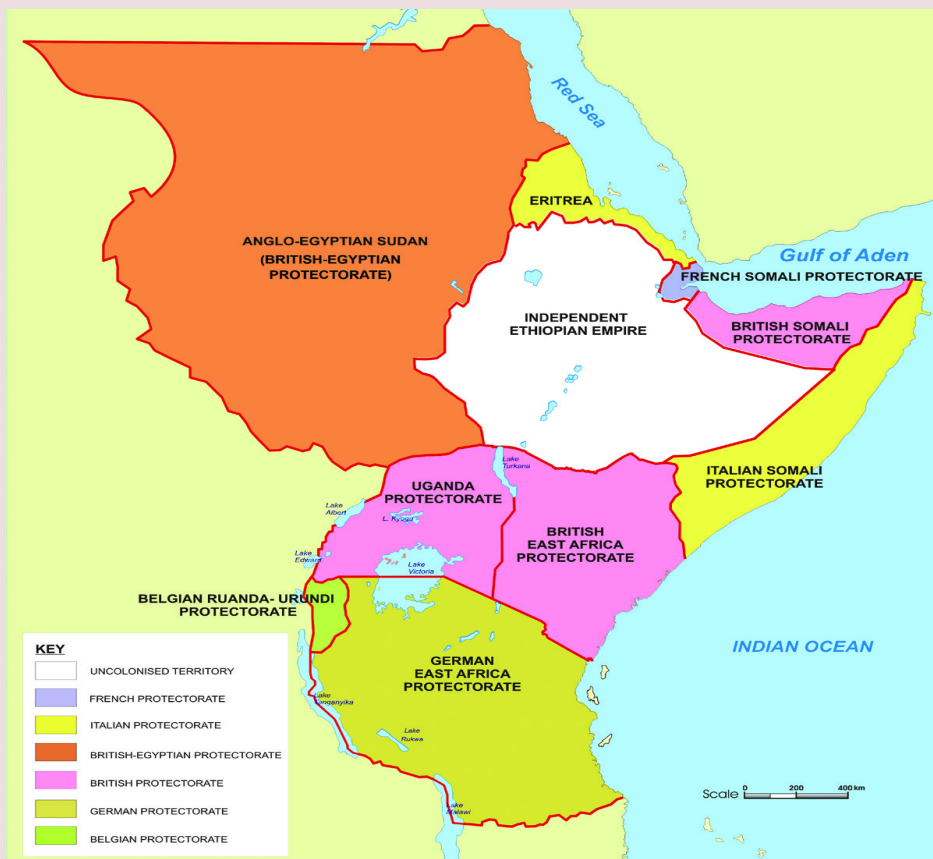 Red Sea
ERITREA
ANGLO-EGYPTIAN SUDAN
(BRITISH-EGYPTIAN
PROTECTORATE)
Gulf of Aden
FRENCH SOMALI PROTECTORATE
INDEPENDENT
ETHIOPIAN EMPIRE
BRITISH SOMALI
PROTECTORATE
Lake
Turkana
ITALIAN SOMALI
PROTECTORATE
UGANDA
PROTECTORATE
Lake
Albert
L. Kyoga
BRITISH
EAST AFRICA
PROTECTORATE
Lake
Edward
Lake
Victoria
BELGIAN RUANDA- URUNDI
PROTECTORATE
INDIAN OCEAN
GERMAN
EAST AFRICA
PROTECTORATE
Lake
Tanganyika
Lake
Rukwa
Lake
Malawi
Scale 0 200 400 km
KEY
UNCOLONISED TERRITORY
FRENCH PROTECTORATE
ITALIAN PROTECTORATE
BRITISH-EGYPTIAN PROTECTORATE
BRITISH PROTECTORATE
GERMAN PROTECTORATE
BELGIAN PROTECTORATE